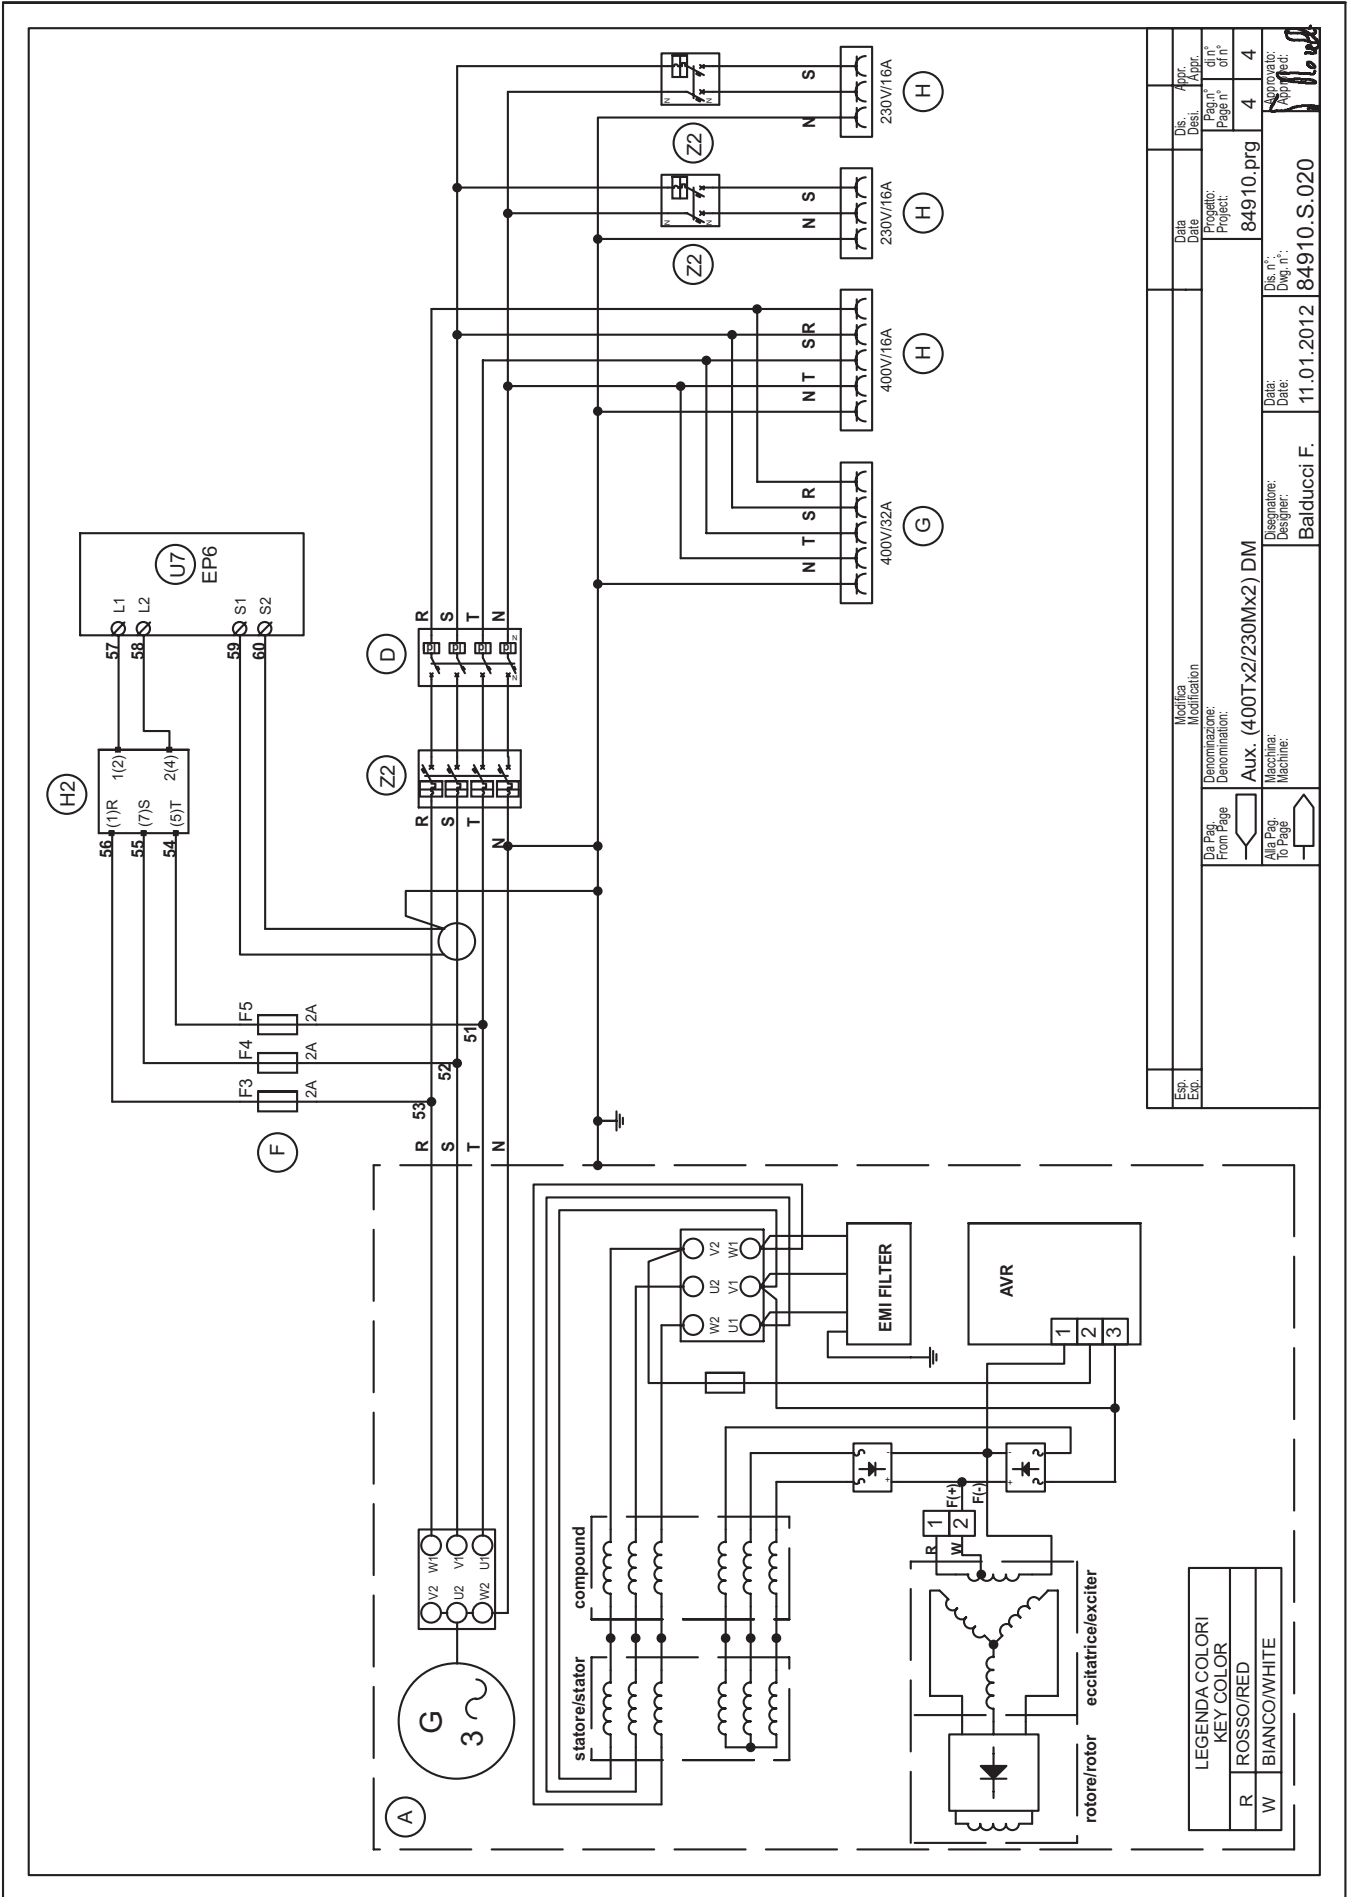 A
G
3
V2 W1
U2 V1
W2 U1
R
S
T
N
53
52
51
F
F3
F4
F5
2A
2A
2A
56
55
54
H2
(1)R
(7)S
(5)T
1(2)
2(4)
57
58
59
60
L1
L2
S1
S2
U7
EP6
R
S
T
N
Z2
D
N
N
R
S
T
N
N T S R
400V/32A
G
N T S R
400V/16A
H
Z2
N
N
N S
230V/16A
H
Z2
N
N
N S
230V/16A
H
statore/stator
compound
W2 U2 V2
U1 V1 W1
EMI FILTER
AVR
1
2
3
-
+
-
+
F(+)
F(-)
1
2
R
W
rotore/rotor
eccitatrice/exciter
LEGENDA COLORI
KEY COLOR
R ROSSO/RED
W BIANCO/WHITE
Esp.
Exp.
Modifica
Modification
Data
Date
Dis.
Desi.
Appr.
Appr.
Da Pag.
From Page
Alla Pag.
To Page
Denominazione:
Denomination:
Aux. (400Tx2/230Mx2) DM
Progetto:
Project:
84910.prg
Pag.n°
Page n°
4
di n°
of n°
4
Macchina:
Machine:
Disegnatore:
Designer:
Balducci F.
Data:
Date:
11.01.2012
Dis. n°:
Dwg. n°:
84910.S.020
Approvato:
Approved: